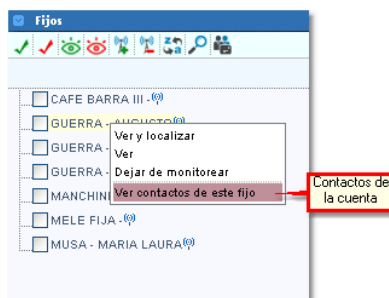 Fijos
CAFE BARRA III -
GUERRA - AUGUSTO
GUERRA -
GUERRA -
MANCHINI
MELE FIJA -
MUSA - MARIA LAURA
Ver y localizar
Ver
Dejar de monitorear
Ver contactos de este fijo
Contactos de
la cuenta